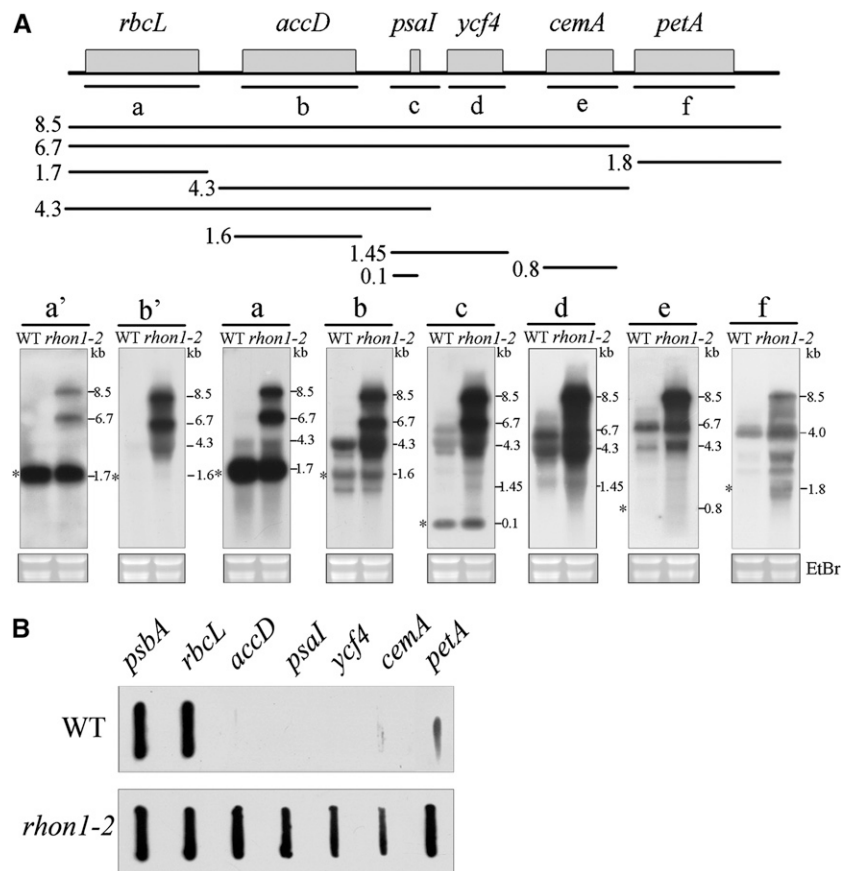 A
rbcL accD psaI ycf4 cemA petA
a b c d e f
8.5
6.7
1.8
1.7
4.3
4.3
1.6
1.45
0.1 0.8
a' b' a b c d e f
WT rhon1-2 WT rhon1-2 WT rhon1-2 WT rhon1-2 WT rhon1-2 WT rhon1-2 WT rhon1-2 WT rhon1-2
kb kb kb kb kb kb kb kb
8.5 8.5 8.5 8.5 8.5 8.5 8.5 8.5
6.7 6.7 6.7 6.7 6.7 6.7 6.7 4.0
4.3 4.3 4.3 4.3 4.3 4.3
*1.7 *1.6 *1.7 *1.6 1.45 1.45 *1.8
1.45 *0.1 *0.8
EtBr
B
psbA rbcL accD psaI ycf4 cemA petA
WT
rhon1-2